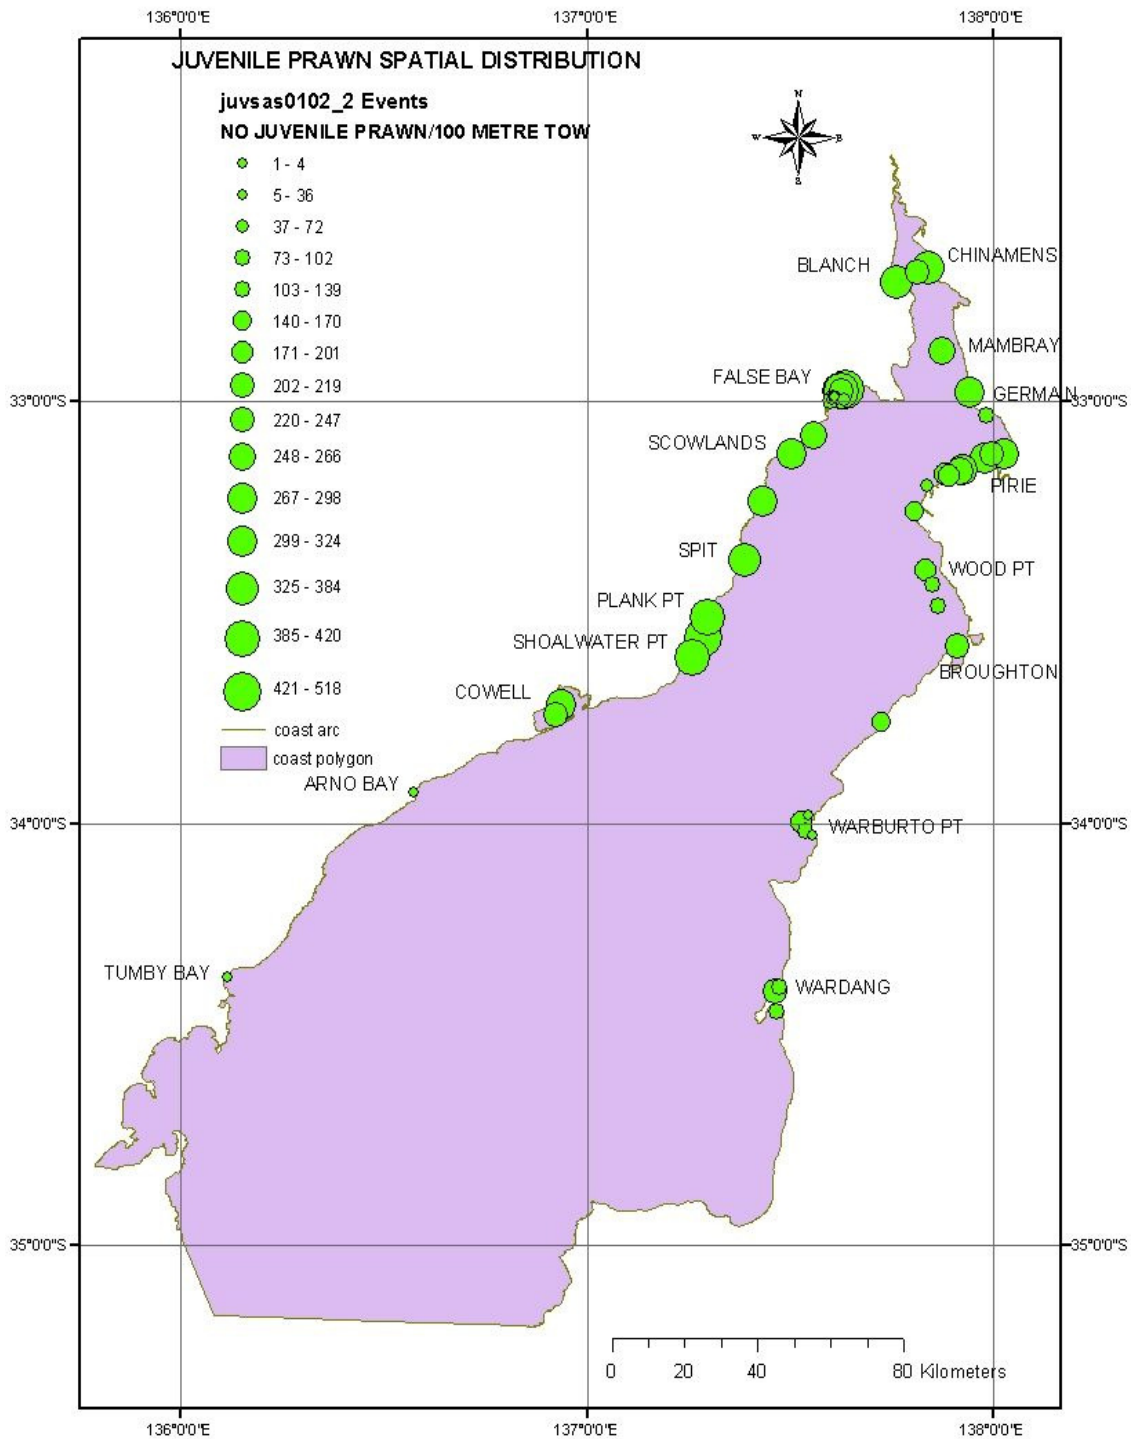 136°0'0"E 137°0'0"E 138°0'0"E
JUVENILE PRAWN SPATIAL DISTRIBUTION
juvsas0102_2 Events
NO JUVENILE PRAWN/100 METRE TOW
1 - 4
5 - 36
37 - 72
73 - 102
103 - 139
140 - 170
171 - 201
202 - 219
220 - 247
248 - 266
267 - 298
299 - 324
325 - 384
385 - 420
421 - 518
coast arc
coast polygon
N
W E
S
BLANCH
CHINAMENS
MAMBRAY
FALSE BAY
GERMAN
33°0'0"S 33°0'0"S
SCOWLANDS
PIRIE
SPIT
WOOD PT
PLANK PT
SHOALWATER PT
BROUGHTON
COWELL
ARNO BAY
34°0'0"S 34°0'0"S
WARBURTO PT
TUMBY BAY
WARDANG
35°0'0"S 35°0'0"S
0 20 40 80 Kilometers
136°0'0"E 137°0'0"E 138°0'0"E